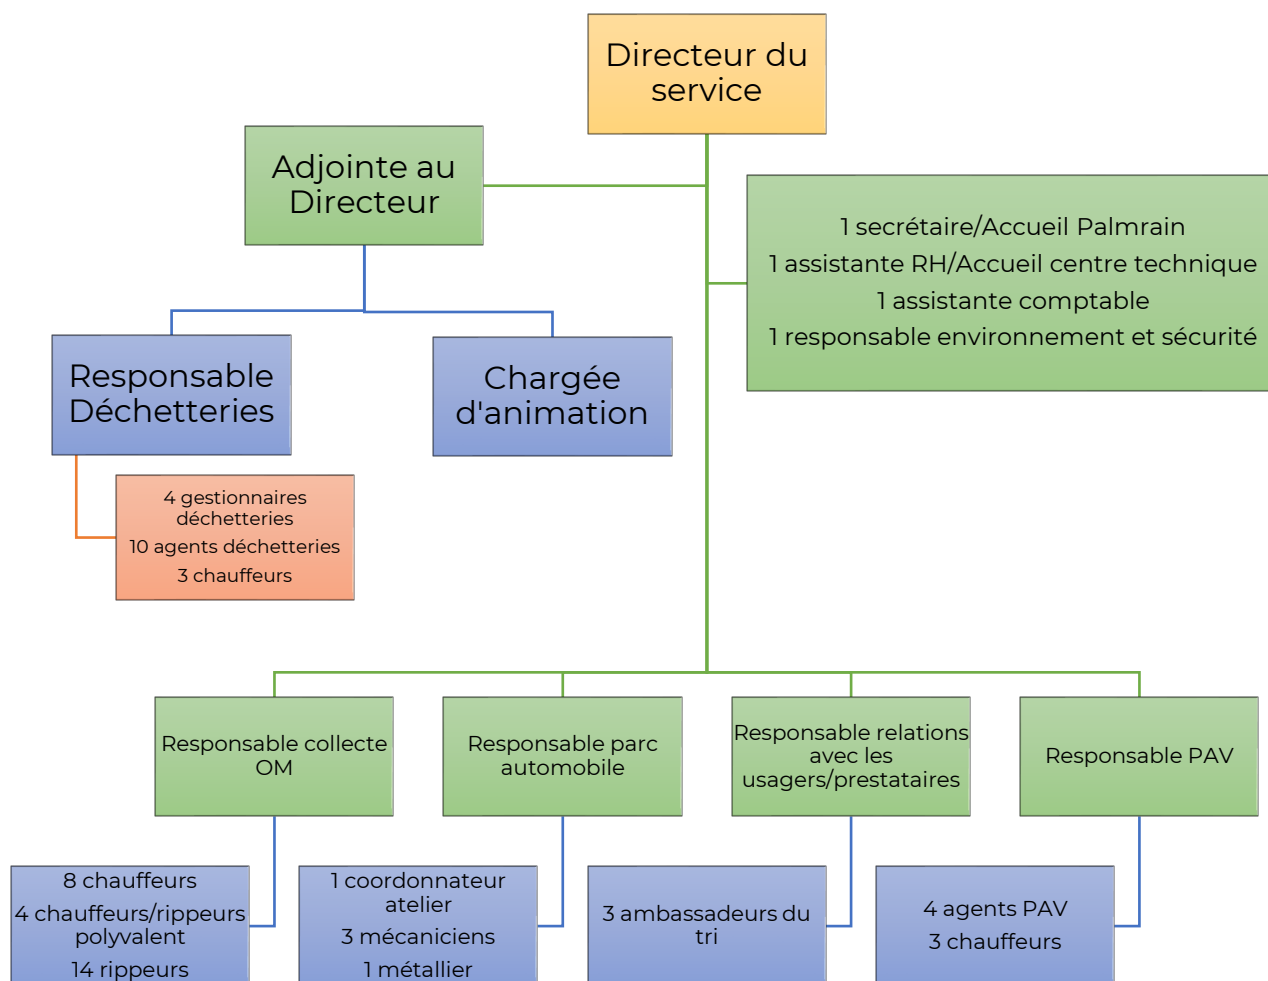 Directeur du
service
Adjointe au
Directeur
1 secrétaire/Accueil Palmrain
1 assistante RH/Accueil centre technique
1 assistante comptable
1 responsable environnement et sécurité
Responsable
Déchetteries
Chargée
d'animation
4 gestionnaires
déchetteries
10 agents déchetteries
3 chauffeurs
Responsable collecte
OM
Responsable parc
automobile
Responsable relations
avec les
usagers/prestataires
Responsable PAV
8 chauffeurs
4 chauffeurs/rippeurs
polyvalent
14 rippeurs
1 coordonnateur
atelier
3 mécaniciens
1 métallier
3 ambassadeurs du
tri
4 agents PAV
3 chauffeurs